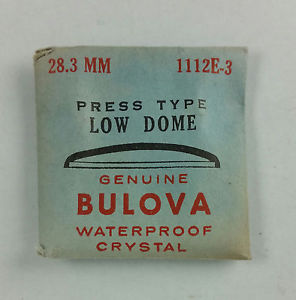 28.3 MM 1112E-3
PRESS TYPE
LOW DOME
GENUINE
BULOVA
WATERPROOF
CRYSTAL